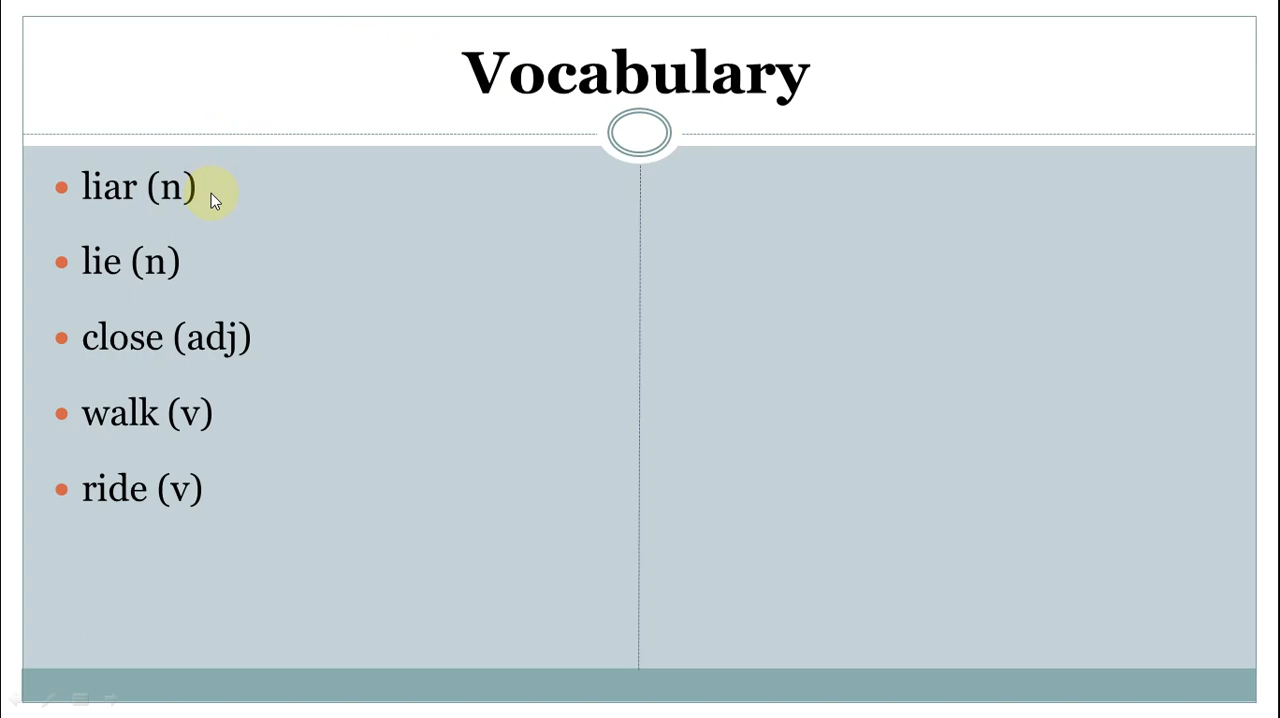 Vocabulary
liar (n)
lie (n)
close (adj)
walk (v)
ride (v)